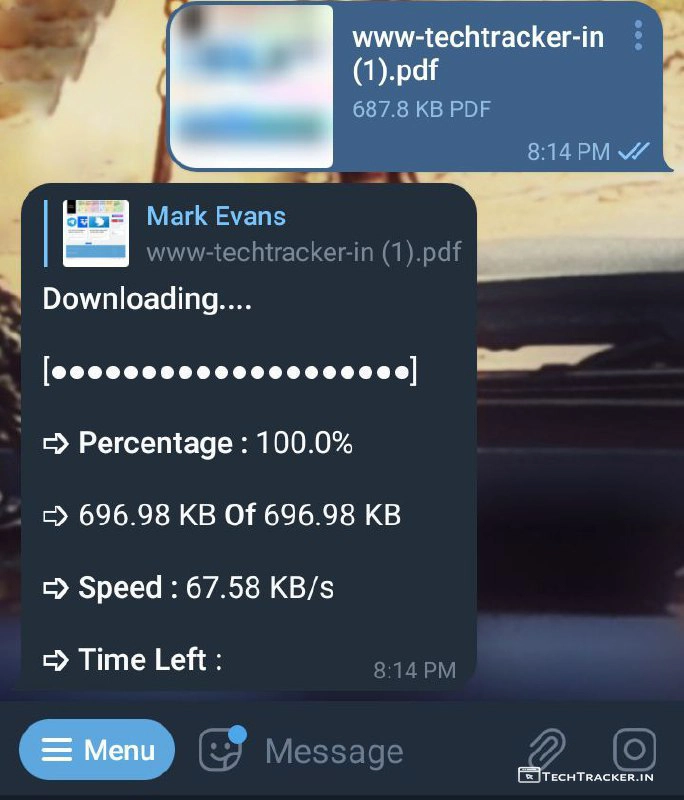 www-techtracker-in
(1).pdf
687.8 KB PDF
8:14 PM
Mark Evans
www-techtracker-in (1).pdf
Downloading....
[●●●●●●●●●●●●●●●●●●●●]
➪ Percentage : 100.0%
➪ 696.98 KB Of 696.98 KB
➪ Speed : 67.58 KB/s
➪ Time Left :
8:14 PM
Menu
Message
TECHTRACKER.IN